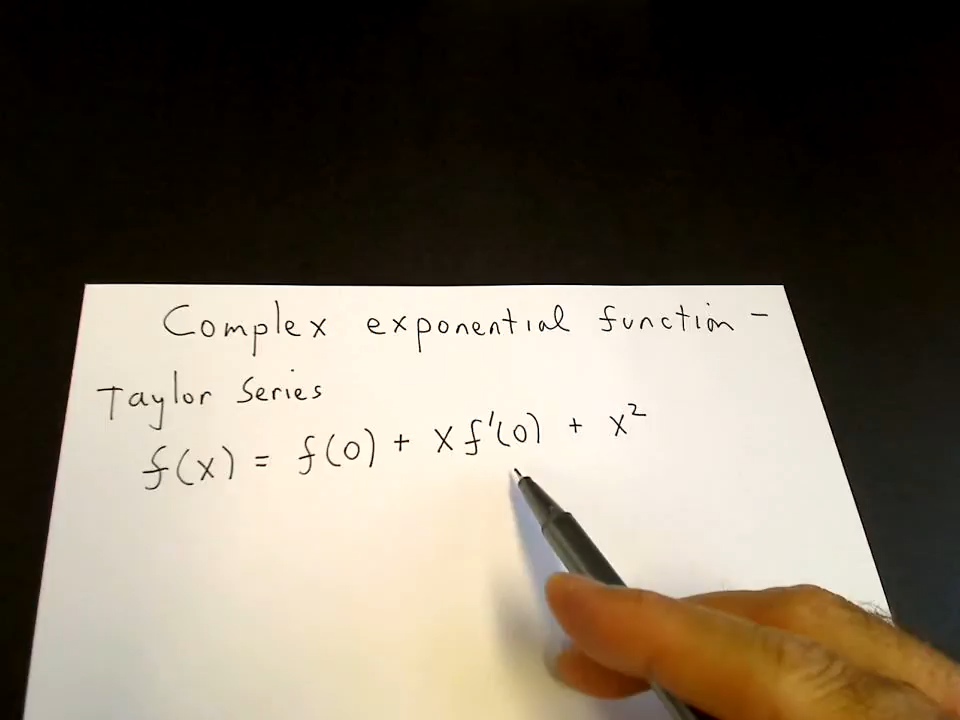 Complex exponential function -
Taylor Series
f(x) = f(0) + x f'(0) + x²